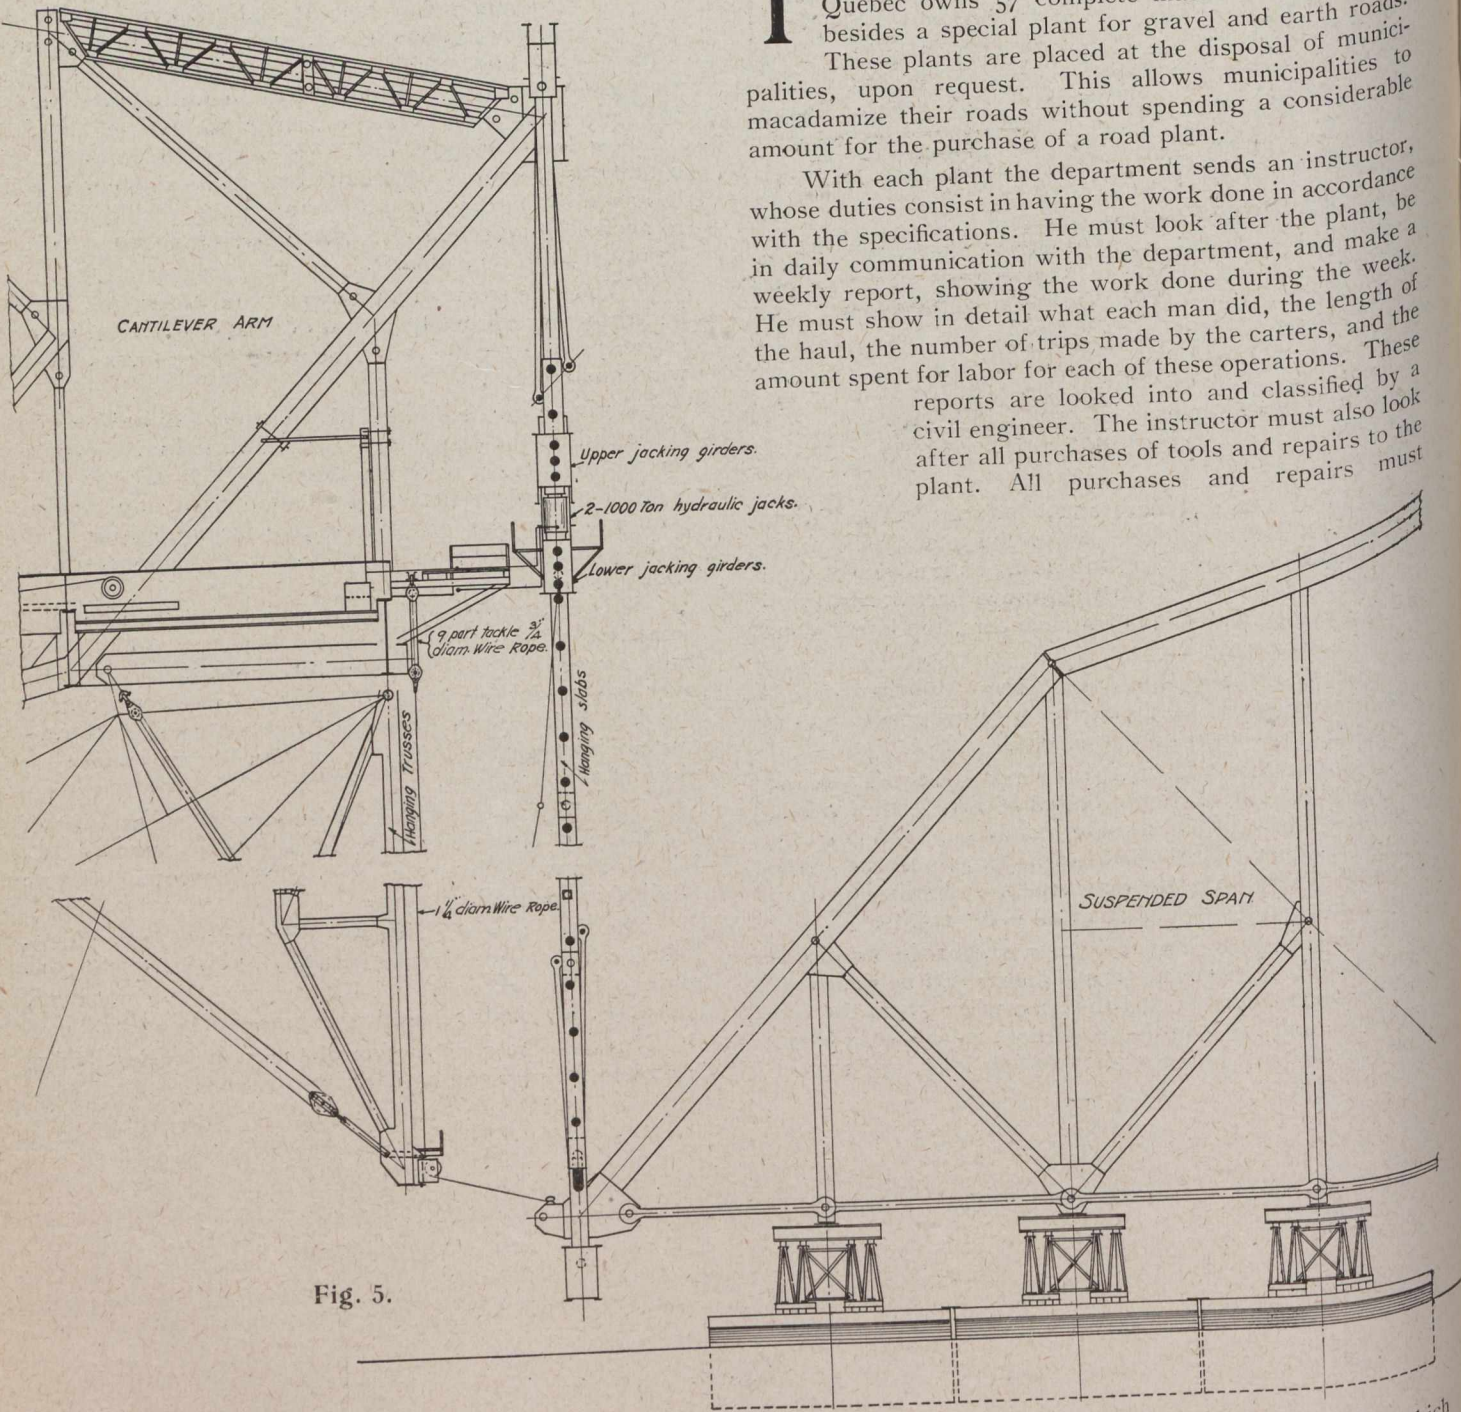 Quebec owns 57 complete
besides a special plant for gravel and earth roads.
These plants are placed at the disposal of munici-
palities, upon request. This allows municipalities to
macadamize their roads without spending a considerable
amount for the purchase of a road plant.
With each plant the department sends an instructor,
whose duties consist in having the work done in accordance
with the specifications. He must look after the plant, be
in daily communication with the department, and make a
weekly report, showing the work done during the week.
He must show in detail what each man did, the length of
the haul, the number of trips made by the carters, and the
amount spent for labor for each of these operations. These
reports are looked into and classified by a
civil engineer. The instructor must also look
after all purchases of tools and repairs to the
plant. All purchases and repairs must
CANTILEVER ARM
Upper jacking girders.
2-1000 Ton hydraulic jacks.
Lower jacking girders.
9 part tackle 3/4"
diam. Wire Rope.
Hanging slabs
Hanging Trusses
1 1/4" diam Wire Rope.
SUSPENDED SPAN
Fig. 5.